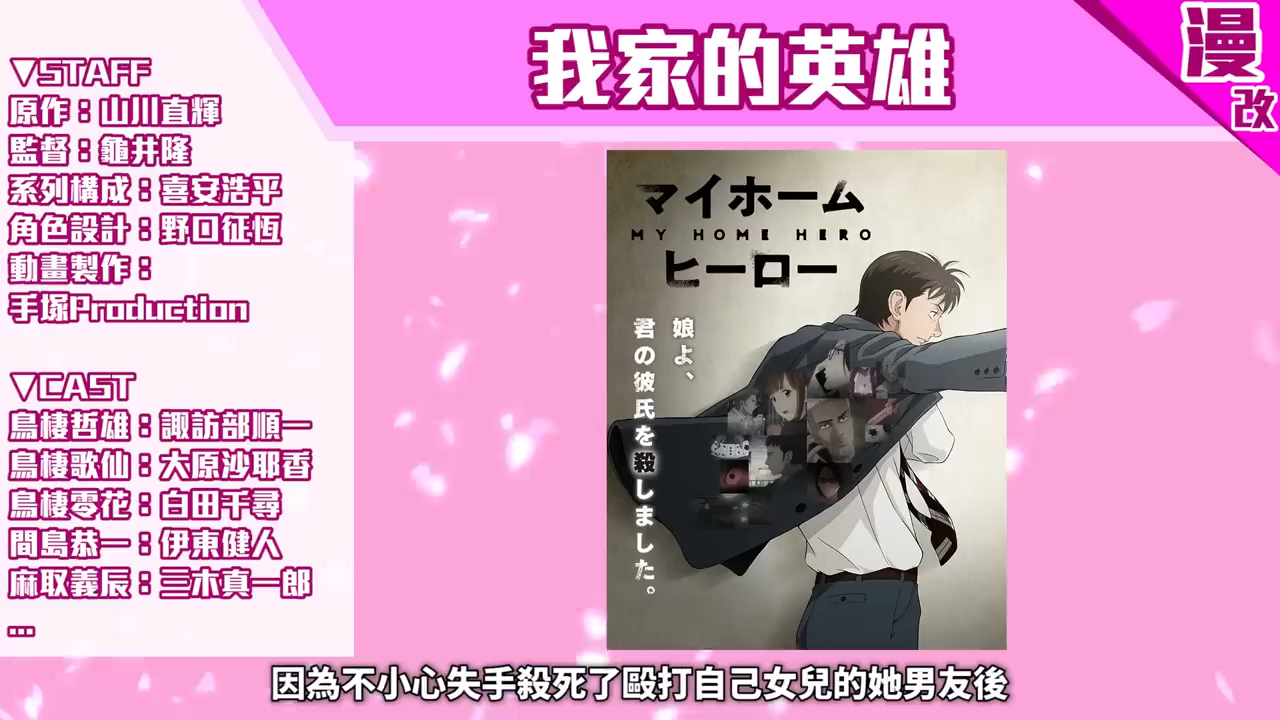 我家的英雄
漫
改
▼STAFF
原作：山川直輝
監督：龜井隆
系列構成：喜安浩平
角色設計：野口征恆
動畫製作：
手塚Production
▼CAST
鳥棲哲雄：諏訪部順一
鳥棲歌仙：大原沙耶香
鳥棲零花：白田千尋
間島恭一：伊東健人
麻取義辰：三木真一郎
...
マイホーム
MY HOME HERO
ヒーロー
娘よ、
君の彼氏を殺しました。
因為不小心失手殺死了毆打自己女兒的她男友後